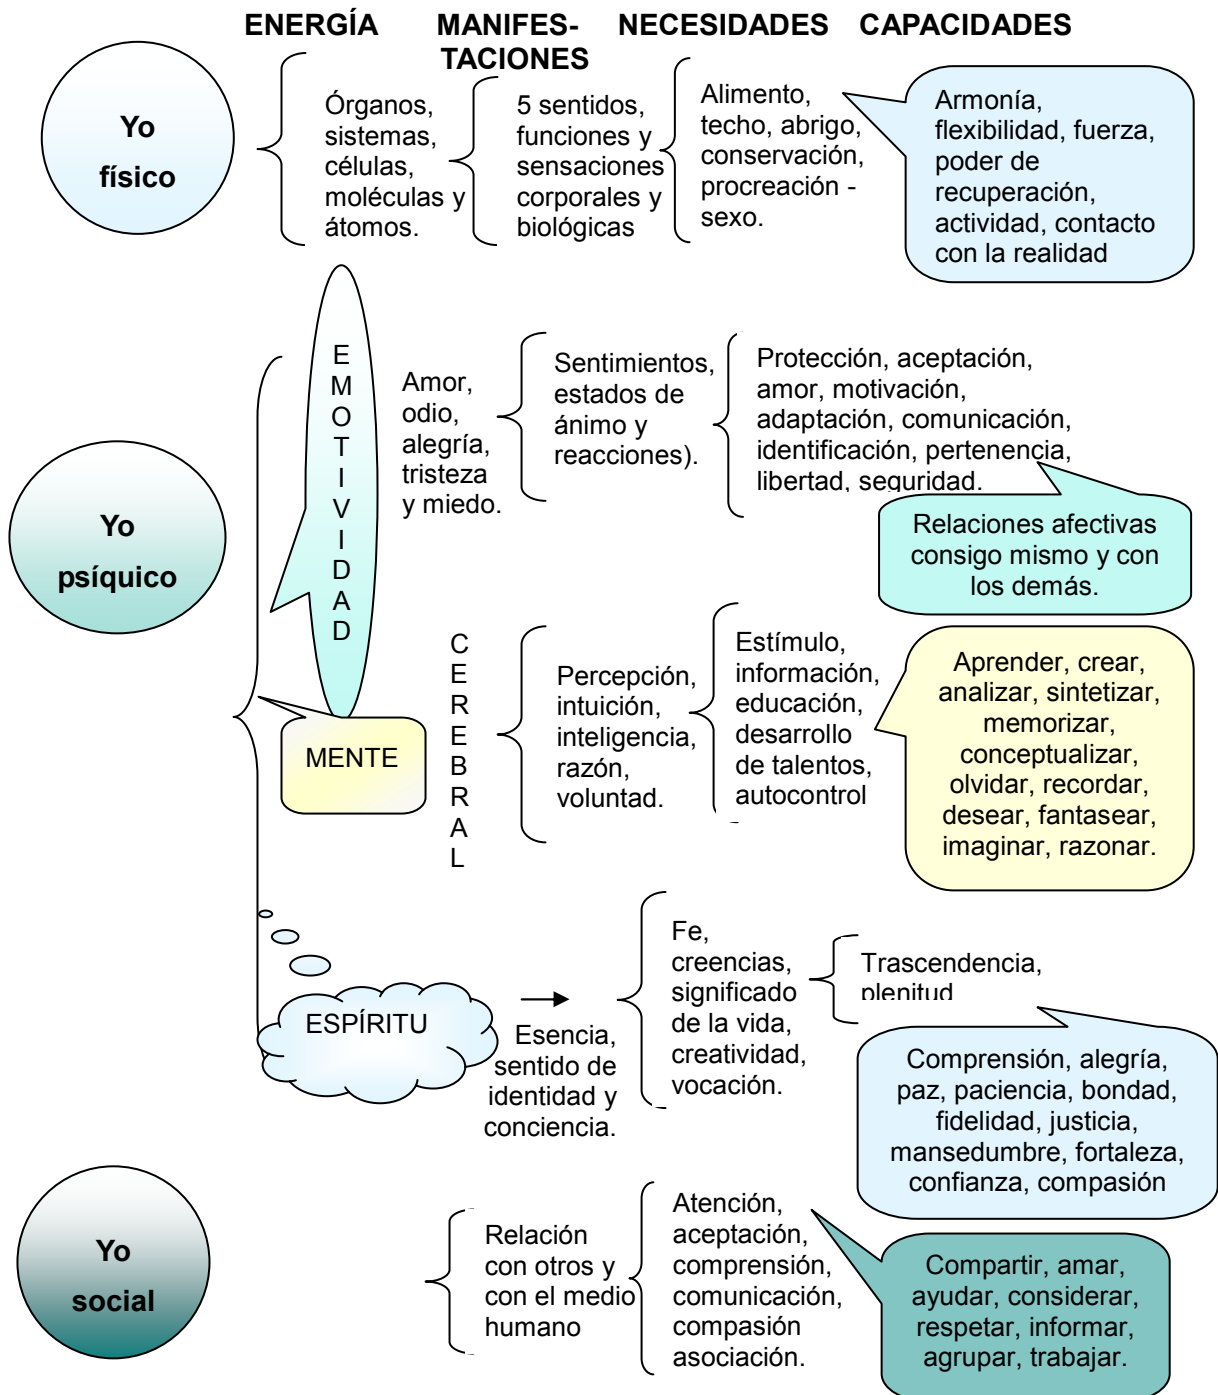 ENERGÍA MANIFES- NECESIDADES CAPACIDADES
TACIONES
Yo
físico
Órganos,
sistemas,
células,
moléculas y
átomos.
5 sentidos,
funciones y
sensaciones
corporales y
biológicas
Alimento,
techo, abrigo,
conservación,
procreación -
sexo.
Armonía,
flexibilidad, fuerza,
poder de
recuperación,
actividad, contacto
con la realidad
Yo
psíquico
E
M
O
T
I
V
I
D
A
D
Amor,
odio,
alegría,
tristeza
y miedo.
Sentimientos,
estados de
ánimo y
reacciones).
Protección, aceptación,
amor, motivación,
adaptación, comunicación,
identificación, pertenencia,
libertad, seguridad.
Relaciones afectivas
consigo mismo y con
los demás.
MENTE
C
E
R
E
B
R
A
L
Percepción,
intuición,
inteligencia,
razón,
voluntad.
Estímulo,
información,
educación,
desarrollo
de talentos,
autocontrol
Aprender, crear,
analizar, sintetizar,
memorizar,
conceptualizar,
olvidar, recordar,
desear, fantasear,
imaginar, razonar.
ESPÍRITU
Esencia,
sentido de
identidad y
conciencia.
Fe,
creencias,
significado
de la vida,
creatividad,
vocación.
Trascendencia,
plenitud
Comprensión, alegría,
paz, paciencia, bondad,
fidelidad, justicia,
mansedumbre, fortaleza,
confianza, compasión
Yo
social
Relación
con otros y
con el medio
humano
Atención,
aceptación,
comprensión,
comunicación,
compasión
asociación.
Compartir, amar,
ayudar, considerar,
respetar, informar,
agrupar, trabajar.